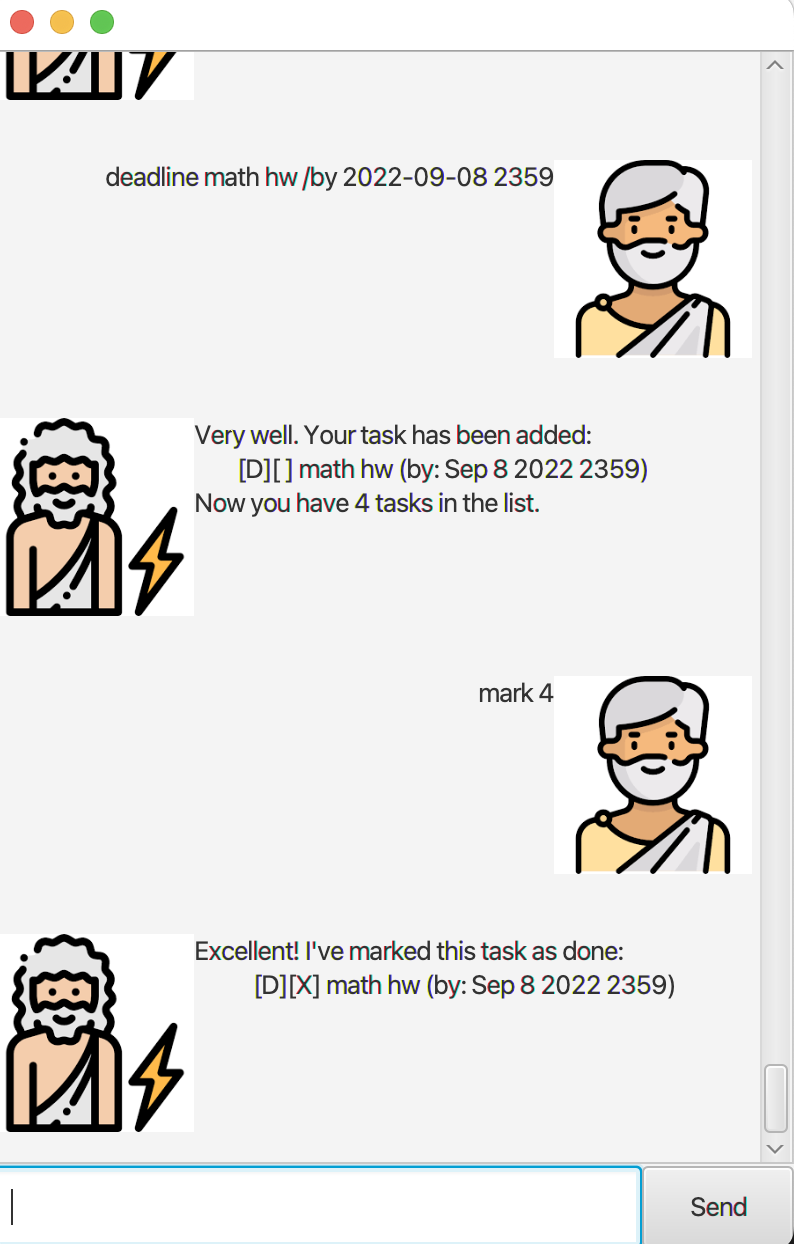 deadline math hw /by 2022-09-08 2359
Very well. Your task has been added:
[D][ ] math hw (by: Sep 8 2022 2359)
Now you have 4 tasks in the list.
mark 4
Excellent! I've marked this task as done:
[D][X] math hw (by: Sep 8 2022 2359)
Send